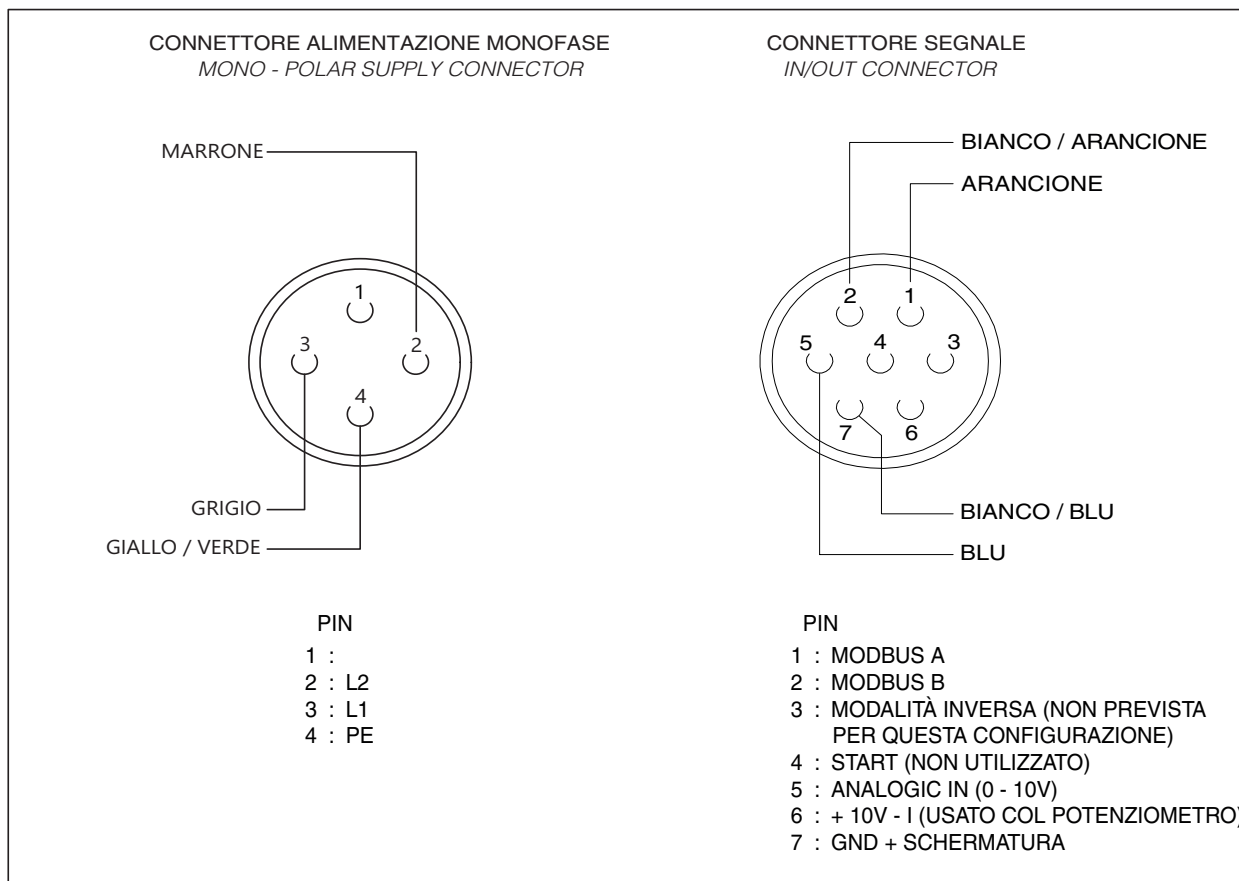 CONNETTORE ALIMENTAZIONE MONOFASE
MONO - POLAR SUPPLY CONNECTOR
MARRONE
1
3
2
4
GRIGIO
GIALLO / VERDE
PIN
1 :
2 : L2
3 : L1
4 : PE
CONNETTORE SEGNALE
IN/OUT CONNECTOR
BIANCO / ARANCIONE
ARANCIONE
2
1
5
4
3
7
6
BIANCO / BLU
BLU
PIN
1 : MODBUS A
2 : MODBUS B
3 : MODALITÀ INVERSA (NON PREVISTA
PER QUESTA CONFIGURAZIONE)
4 : START (NON UTILIZZATO)
5 : ANALOGIC IN (0 - 10V)
6 : + 10V - I (USATO COL POTENZIOMETRO)
7 : GND + SCHERMATURA